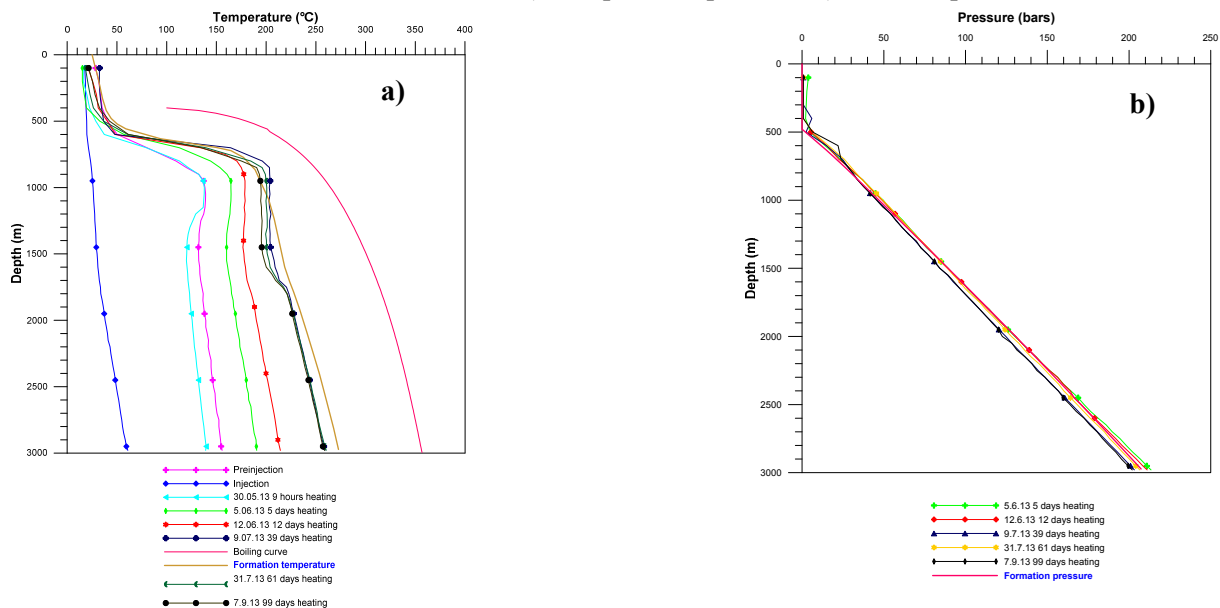 Temperature (°C)
0 50 100 150 200 250 300 350 400
0
500
1000
1500
2000
2500
3000
Depth (m)
a)
Preinjection
Injection
30.05.13 9 hours heating
5.06.13 5 days heating
12.06.13 12 days heating
9.07.13 39 days heating
Boiling curve
Formation temperature
31.7.13 61 days heating
7.9.13 99 days heating
Pressure (bars)
0 50 100 150 200 250
0
500
1000
1500
2000
2500
3000
Depth (m)
b)
5.6.13 5 days heating
12.6.13 12 days heating
9.7.13 39 days heating
31.7.13 61 days heating
7.9.13 99 days heating
Formation pressure